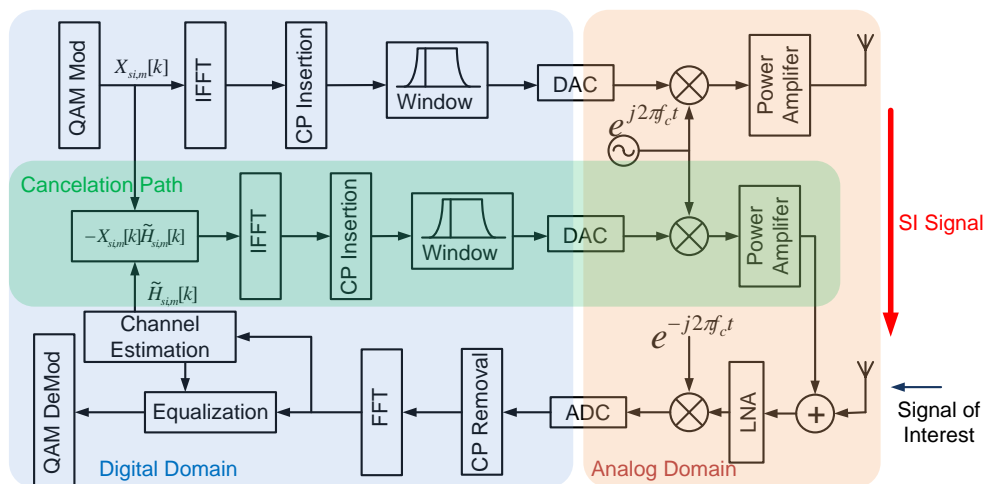 QAM Mod
X_{si,m}[k]
IFFT
CP Insertion
Window
DAC
e^{j2πf_c t}
Power
Amplifer
Cancelation Path
-X_{si,m}[k]H̃_{si,m}[k]
IFFT
CP Insertion
Window
DAC
Power
Amplifer
SI Signal
H̃_{si,m}[k]
Channel
Estimation
e^{-j2πf_c t}
QAM DeMod
Equalization
FFT
CP Removal
ADC
LNA
+
Signal of
Interest
Digital Domain
Analog Domain